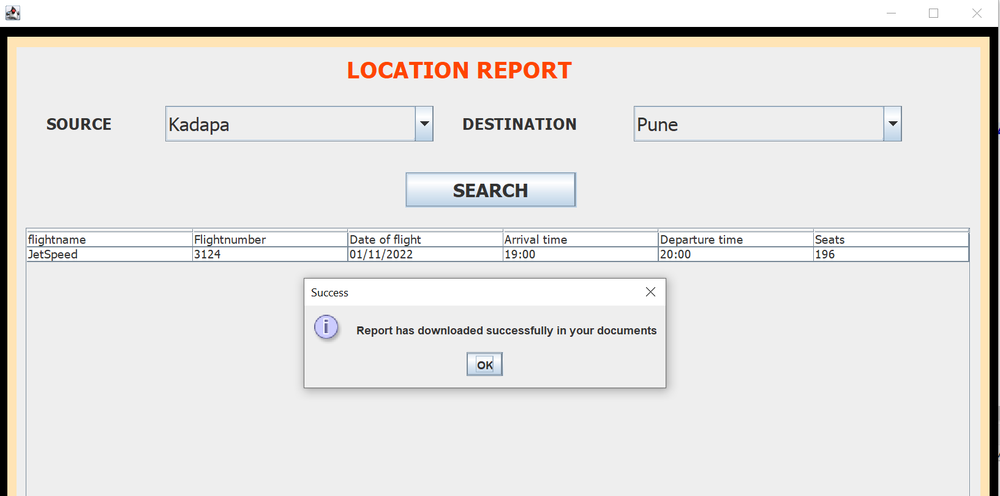 LOCATION REPORT
SOURCE Kadapa DESTINATION Pune
SEARCH
flightname Flightnumber Date of flight Arrival time Departure time Seats
JetSpeed 3124 01/11/2022 19:00 20:00 196
Success
Report has downloaded successfully in your documents
OK